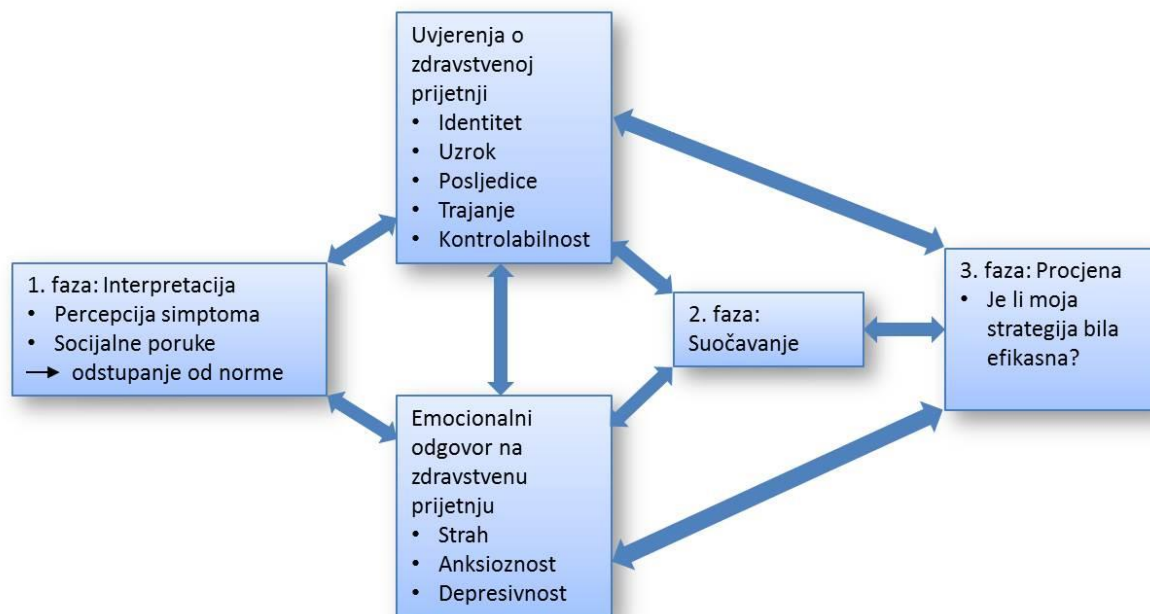 Uvjerenja o
zdravstvenoj
prijetnji
• Identitet
• Uzrok
• Posljedice
• Trajanje
• Kontrolabilnost
1. faza: Interpretacija
• Percepcija simptoma
• Socijalne poruke
→ odstupanje od norme
2. faza:
Suočavanje
3. faza: Procjena
• Je li moja
strategija bila
efikasna?
Emocionalni
odgovor na
zdravstvenu
prijetnju
• Strah
• Anksioznost
• Depresivnost